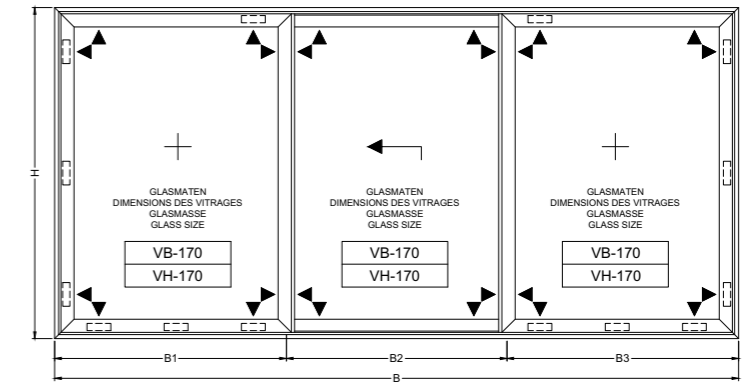 H
GLASMATEN
DIMENSIONS DES VITRAGES
GLASMASSE
GLASS SIZE
VB-170
VH-170
GLASMATEN
DIMENSIONS DES VITRAGES
GLASMASSE
GLASS SIZE
VB-170
VH-170
GLASMATEN
DIMENSIONS DES VITRAGES
GLASMASSE
GLASS SIZE
VB-170
VH-170
B1
B2
B3
B